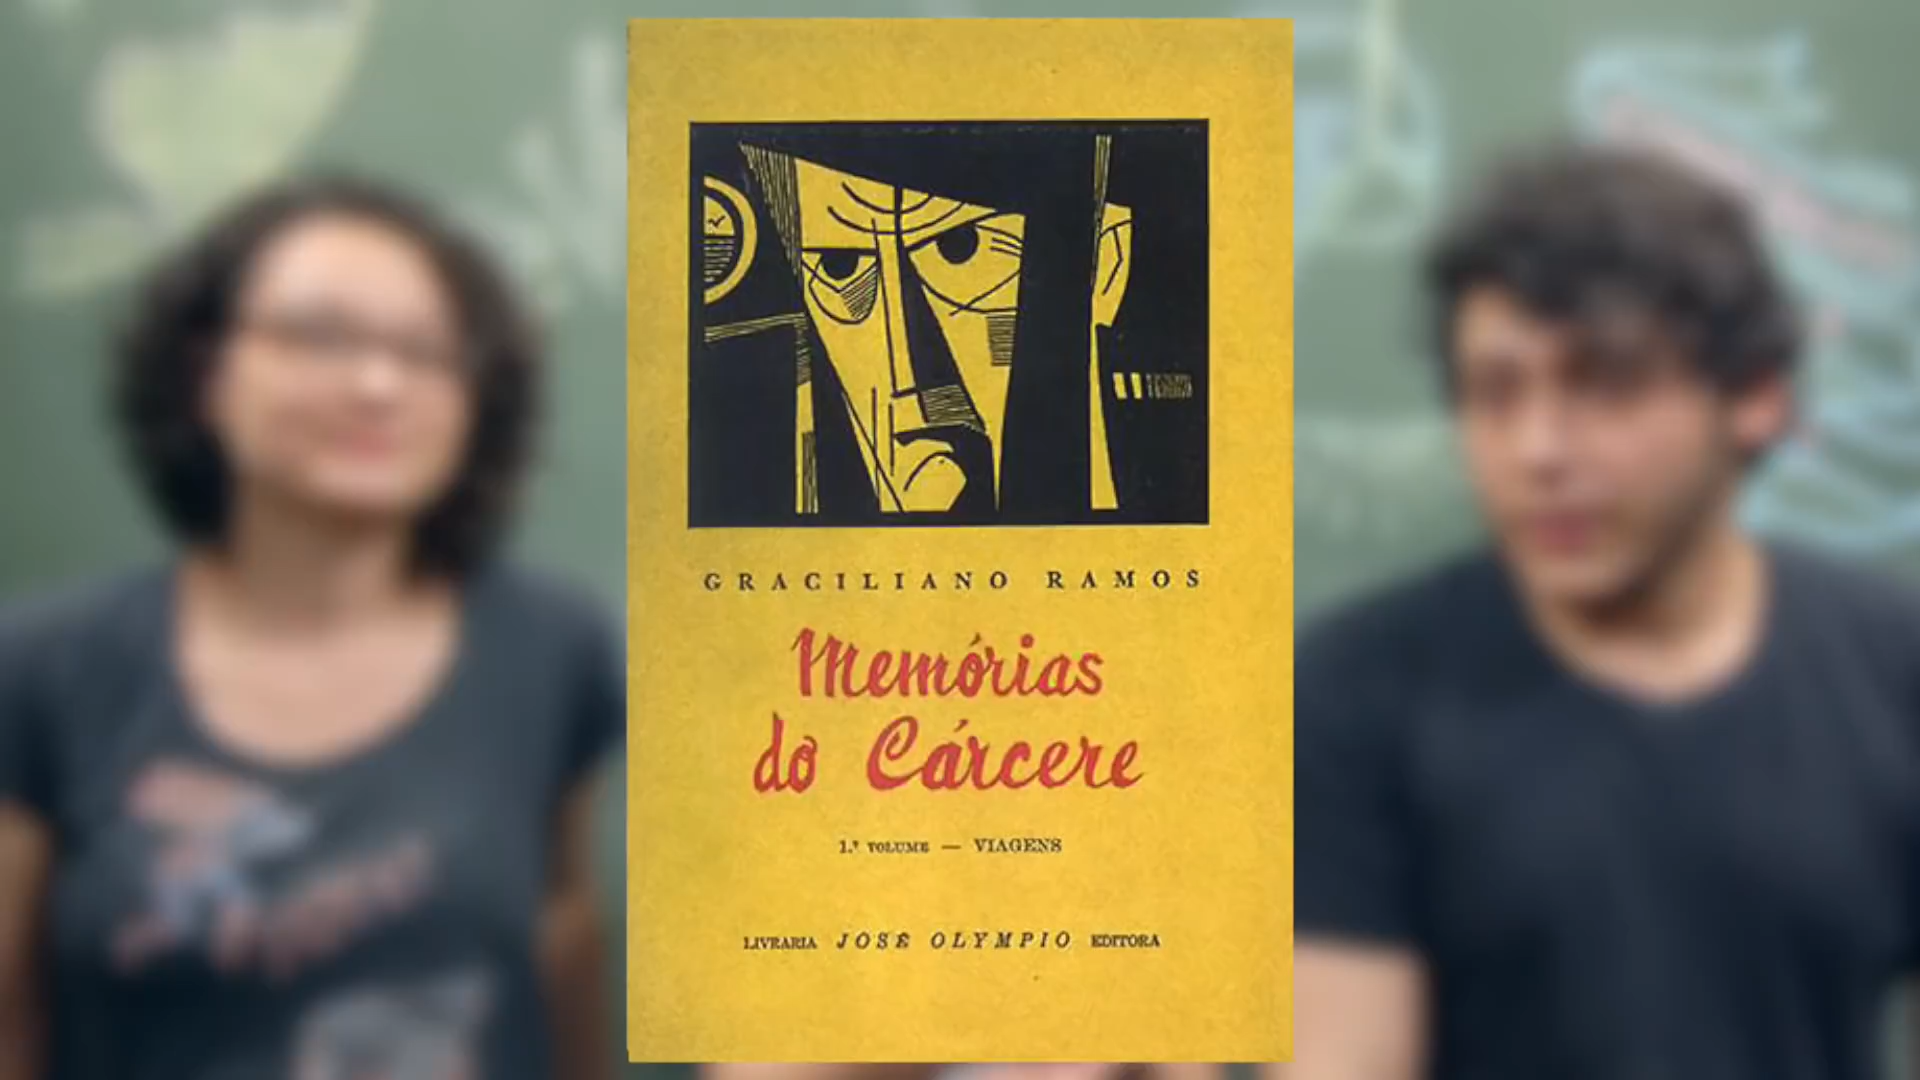 GRACILIANO RAMOS
Memórias
do Cárcere
1.º VOLUME — VIAGENS
LIVRARIA JOSÉ OLYMPIO EDITORA